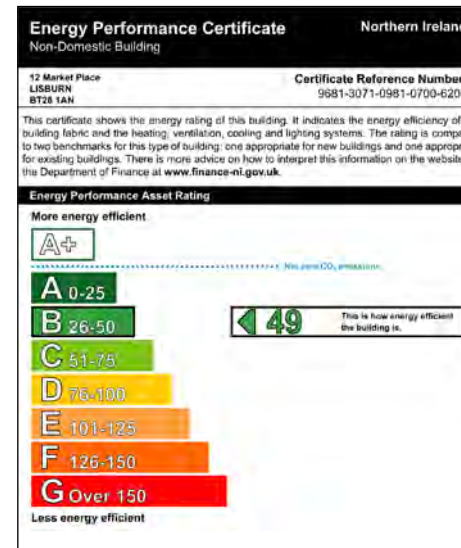 Energy Performance Certificate
Northern Ireland
Non-Domestic Building
12 Market Place
LISBURN
BT28 1AN
Certificate Reference Number
9681-3071-0981-0700-620
This certificate shows the energy rating of this building. It indicates the energy efficiency of
building fabric and the heating, ventilation, cooling and lighting systems. The rating is compa
to two benchmarks for this type of building: one appropriate for new buildings and one appropr
for existing buildings. There is more advice on how to interpret this information on the website
the Department of Finance at www.finance-ni.gov.uk.
Energy Performance Asset Rating
More energy efficient
A+
Net zero CO2 emissions
A 0-25
B 26-50
49
This is how energy efficient
the building is.
C 51-75
D 76-100
E 101-125
F 126-150
G Over 150
Less energy efficient